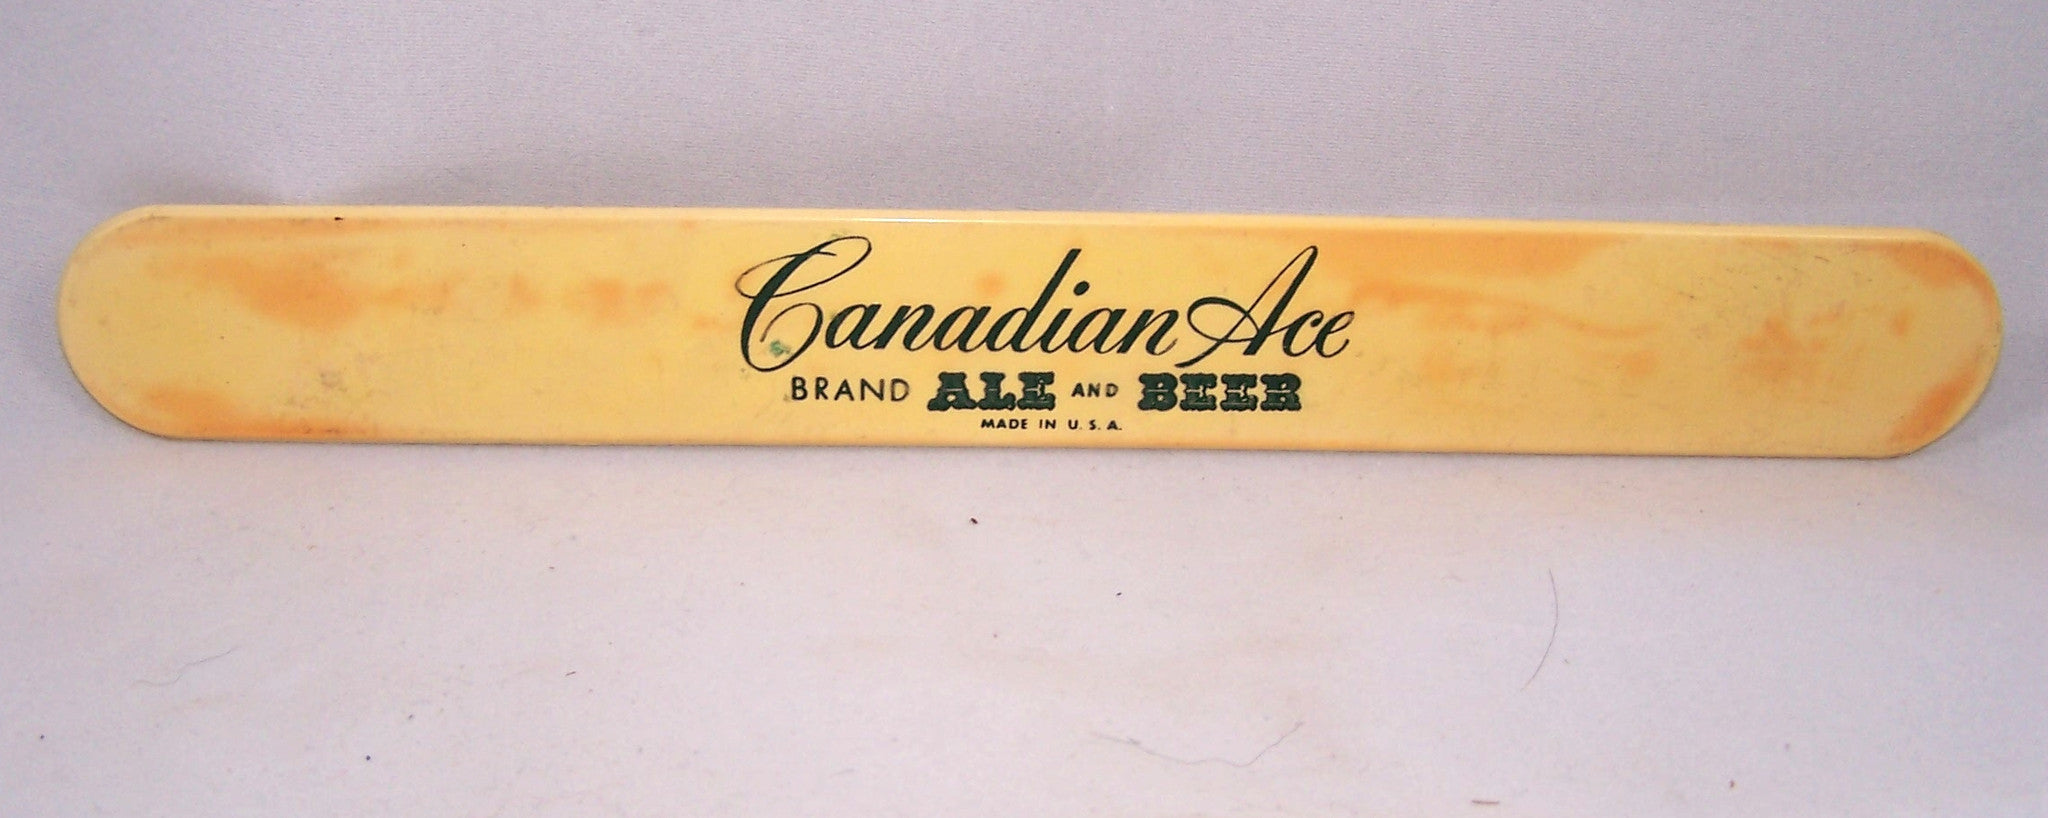 Canadian Ace
BRAND ALE AND BEER
MADE IN U.S.A.